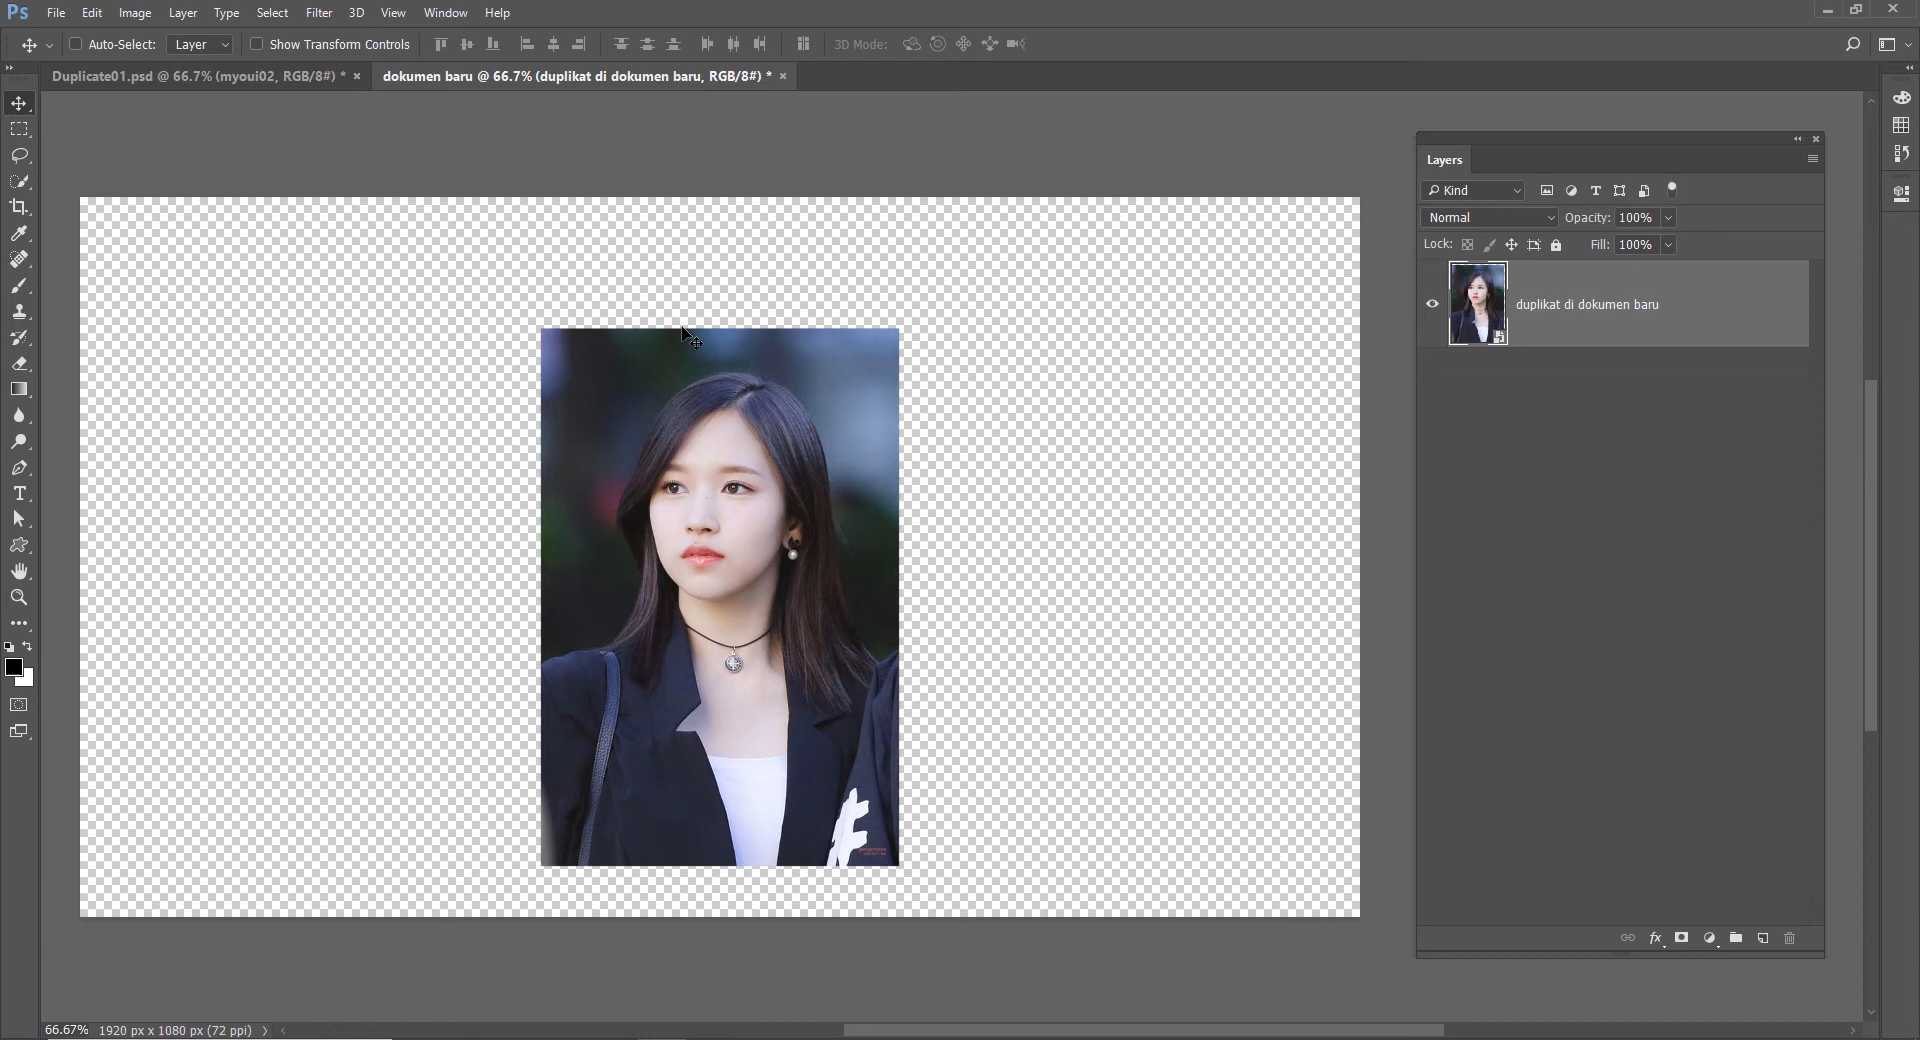 Ps File Edit Image Layer Type Select Filter 3D View Window Help
Auto-Select: Layer Show Transform Controls 3D Mode:
Duplicate01.psd @ 66.7% (myoui02, RGB/8#) * × dokumen baru @ 66.7% (duplikat di dokumen baru, RGB/8#) * ×
Layers
Kind
Normal Opacity: 100%
Lock: Fill: 100%
duplikat di dokumen baru
fx
66.67% 1920 px x 1080 px (72 ppi)